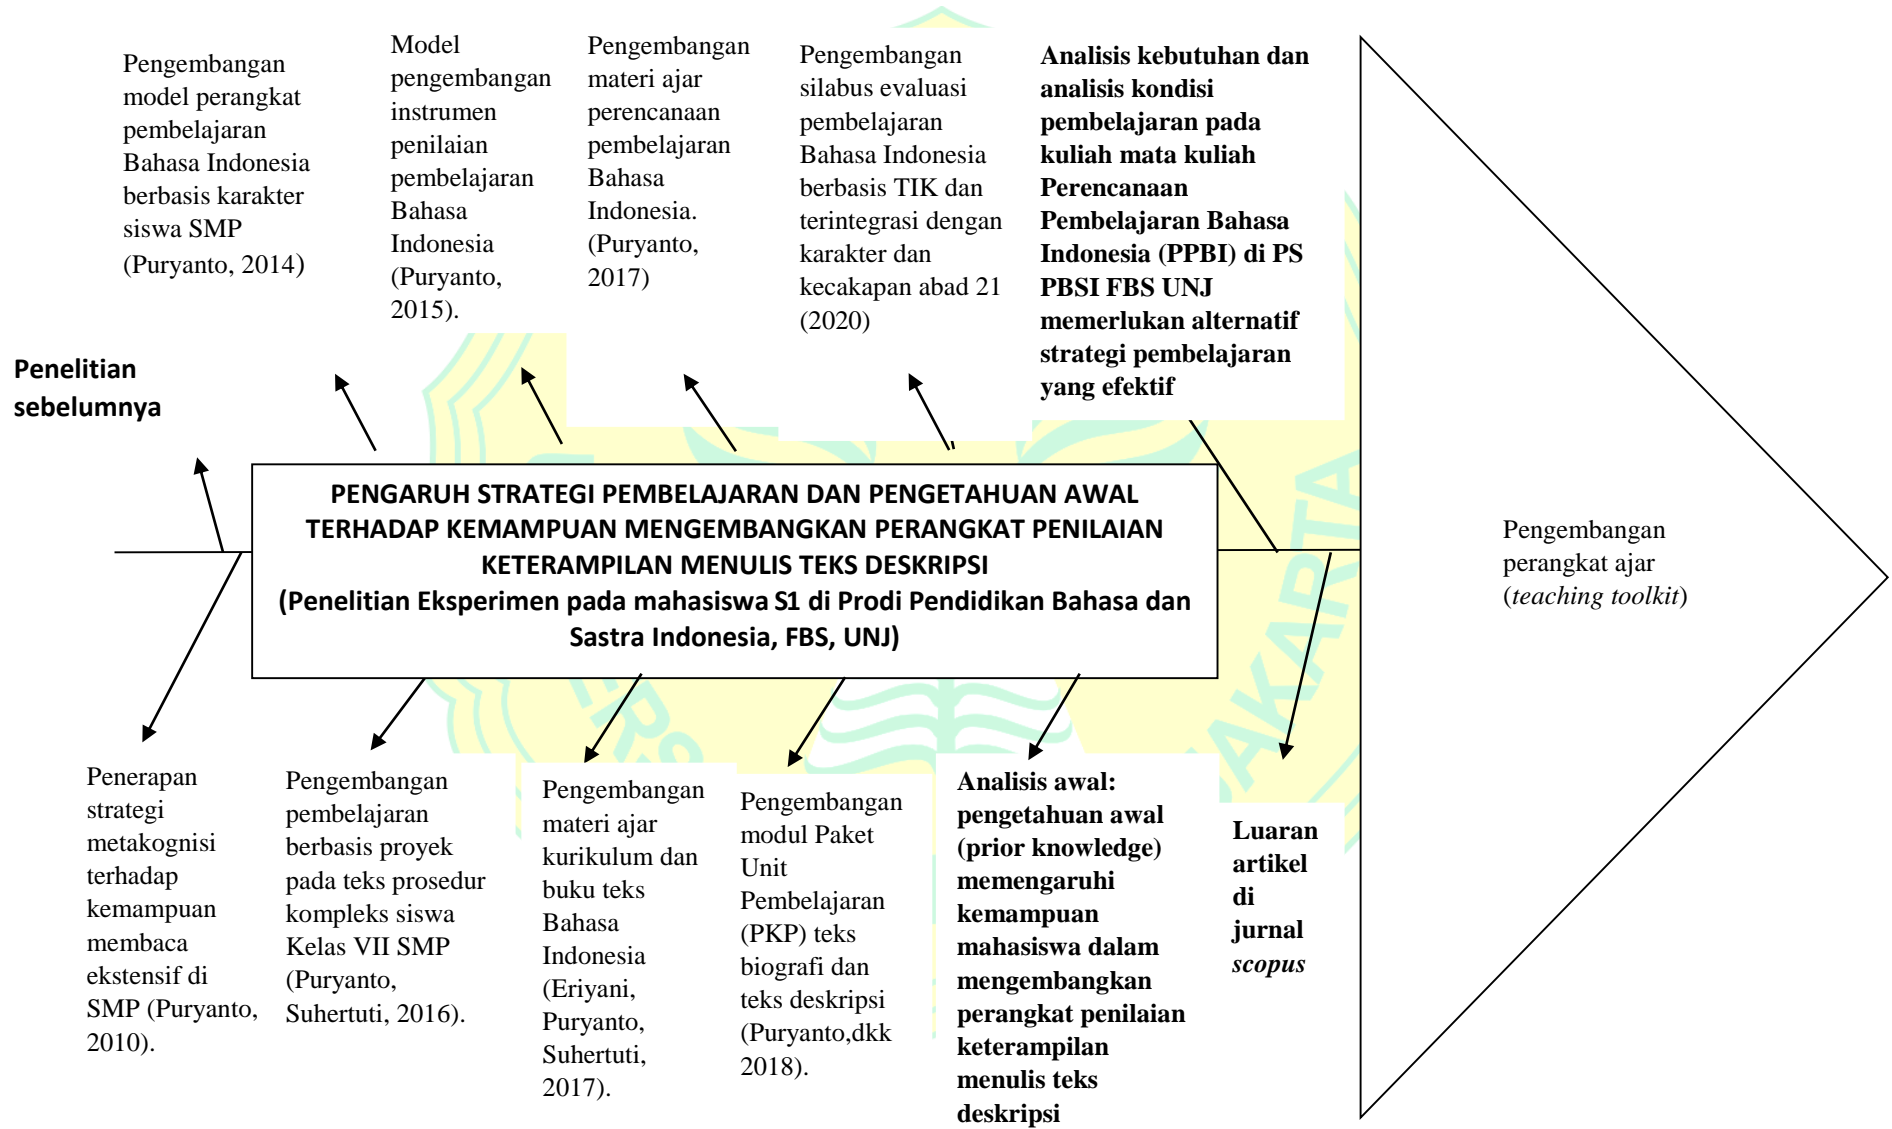 Pengembangan
model perangkat
pembelajaran
Bahasa Indonesia
berbasis karakter
siswa SMP
(Puryanto, 2014)
Model
pengembangan
instrumen
penilaian
pembelajaran
Bahasa
Indonesia
(Puryanto,
2015).
Pengembangan
materi ajar
perencanaan
pembelajaran
Bahasa
Indonesia.
(Puryanto,
2017)
Pengembangan
silabus evaluasi
pembelajaran
Bahasa Indonesia
berbasis TIK dan
terintegrasi dengan
karakter dan
kecakapan abad 21
(2020)
Analisis kebutuhan dan
analisis kondisi
pembelajaran pada
kuliah mata kuliah
Perencanaan
Pembelajaran Bahasa
Indonesia (PPBI) di PS
PBSI FBS UNJ
memerlukan alternatif
strategi pembelajaran
yang efektif
Penelitian
sebelumnya
PENGARUH STRATEGI PEMBELAJARAN DAN PENGETAHUAN AWAL
TERHADAP KEMAMPUAN MENGEMBANGKAN PERANGKAT PENILAIAN
KETERAMPILAN MENULIS TEKS DESKRIPSI
(Penelitian Eksperimen pada mahasiswa S1 di Prodi Pendidikan Bahasa dan
Sastra Indonesia, FBS, UNJ)
Pengembangan
perangkat ajar
(teaching toolkit)
Penerapan
strategi
metakognisi
terhadap
kemampuan
membaca
ekstensif di
SMP (Puryanto,
2010).
Pengembangan
pembelajaran
berbasis proyek
pada teks prosedur
kompleks siswa
Kelas VII SMP
(Puryanto,
Suhertuti, 2016).
Pengembangan
materi ajar
kurikulum dan
buku teks
Bahasa
Indonesia
(Eriyani,
Puryanto,
Suhertuti,
2017).
Pengembangan
modul Paket
Unit
Pembelajaran
(PKP) teks
biografi dan
teks deskripsi
(Puryanto,dkk
2018).
Analisis awal:
pengetahuan awal
(prior knowledge)
memengaruhi
kemampuan
mahasiswa dalam
mengembangkan
perangkat penilaian
keterampilan
menulis teks
deskripsi
Luaran
artikel
di
jurnal
scopus